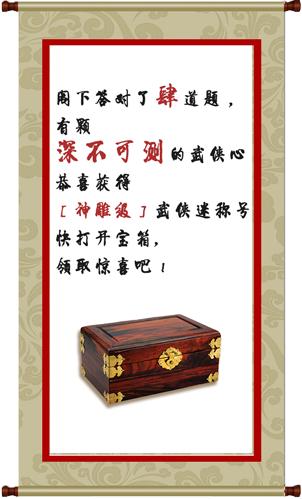 阁下答对了肆道题，
有颗
深不可测的武侠心
恭喜获得
［神雕级］武侠迷称号
快打开宝箱，
领取惊喜吧！